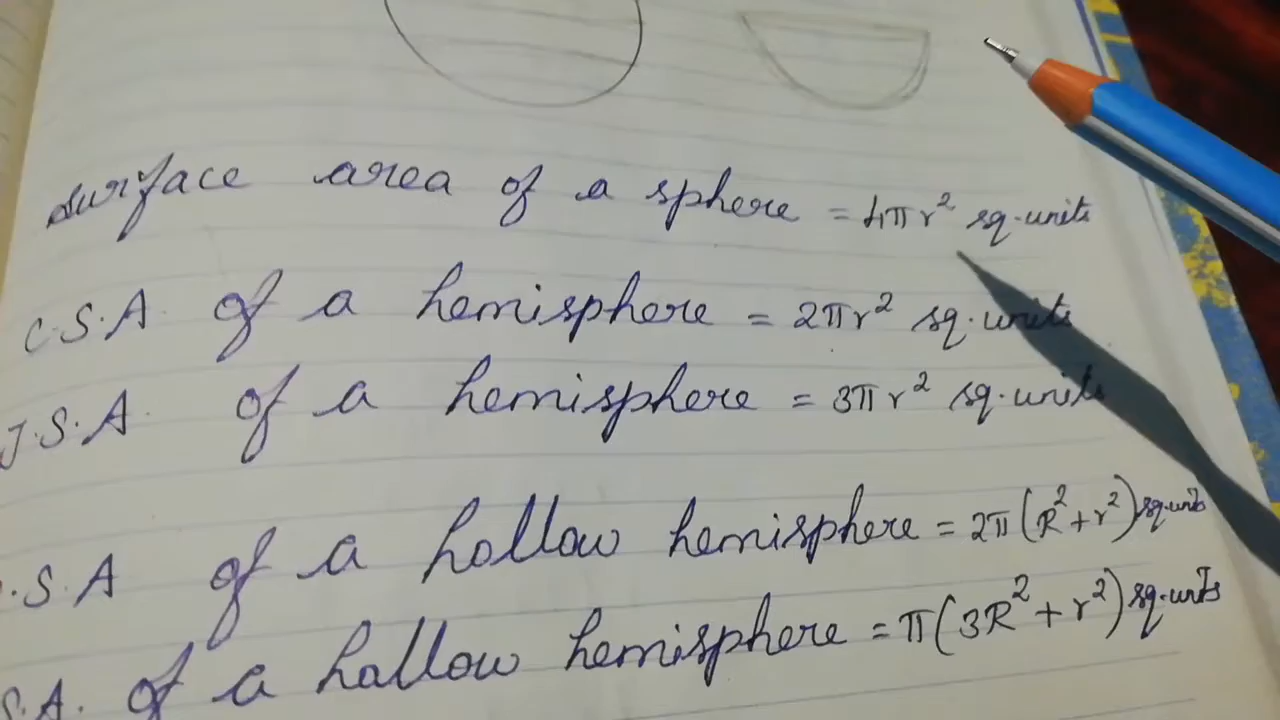 surface area of a sphere = 4πr² sq.units
C.S.A of a hemisphere = 2πr² sq.units
T.S.A. of a hemisphere = 3πr² sq.units
.S.A of a hollow hemisphere = 2π(R²+r²) sq.units
S.A. of a hollow hemisphere = π(3R²+r²) sq.units